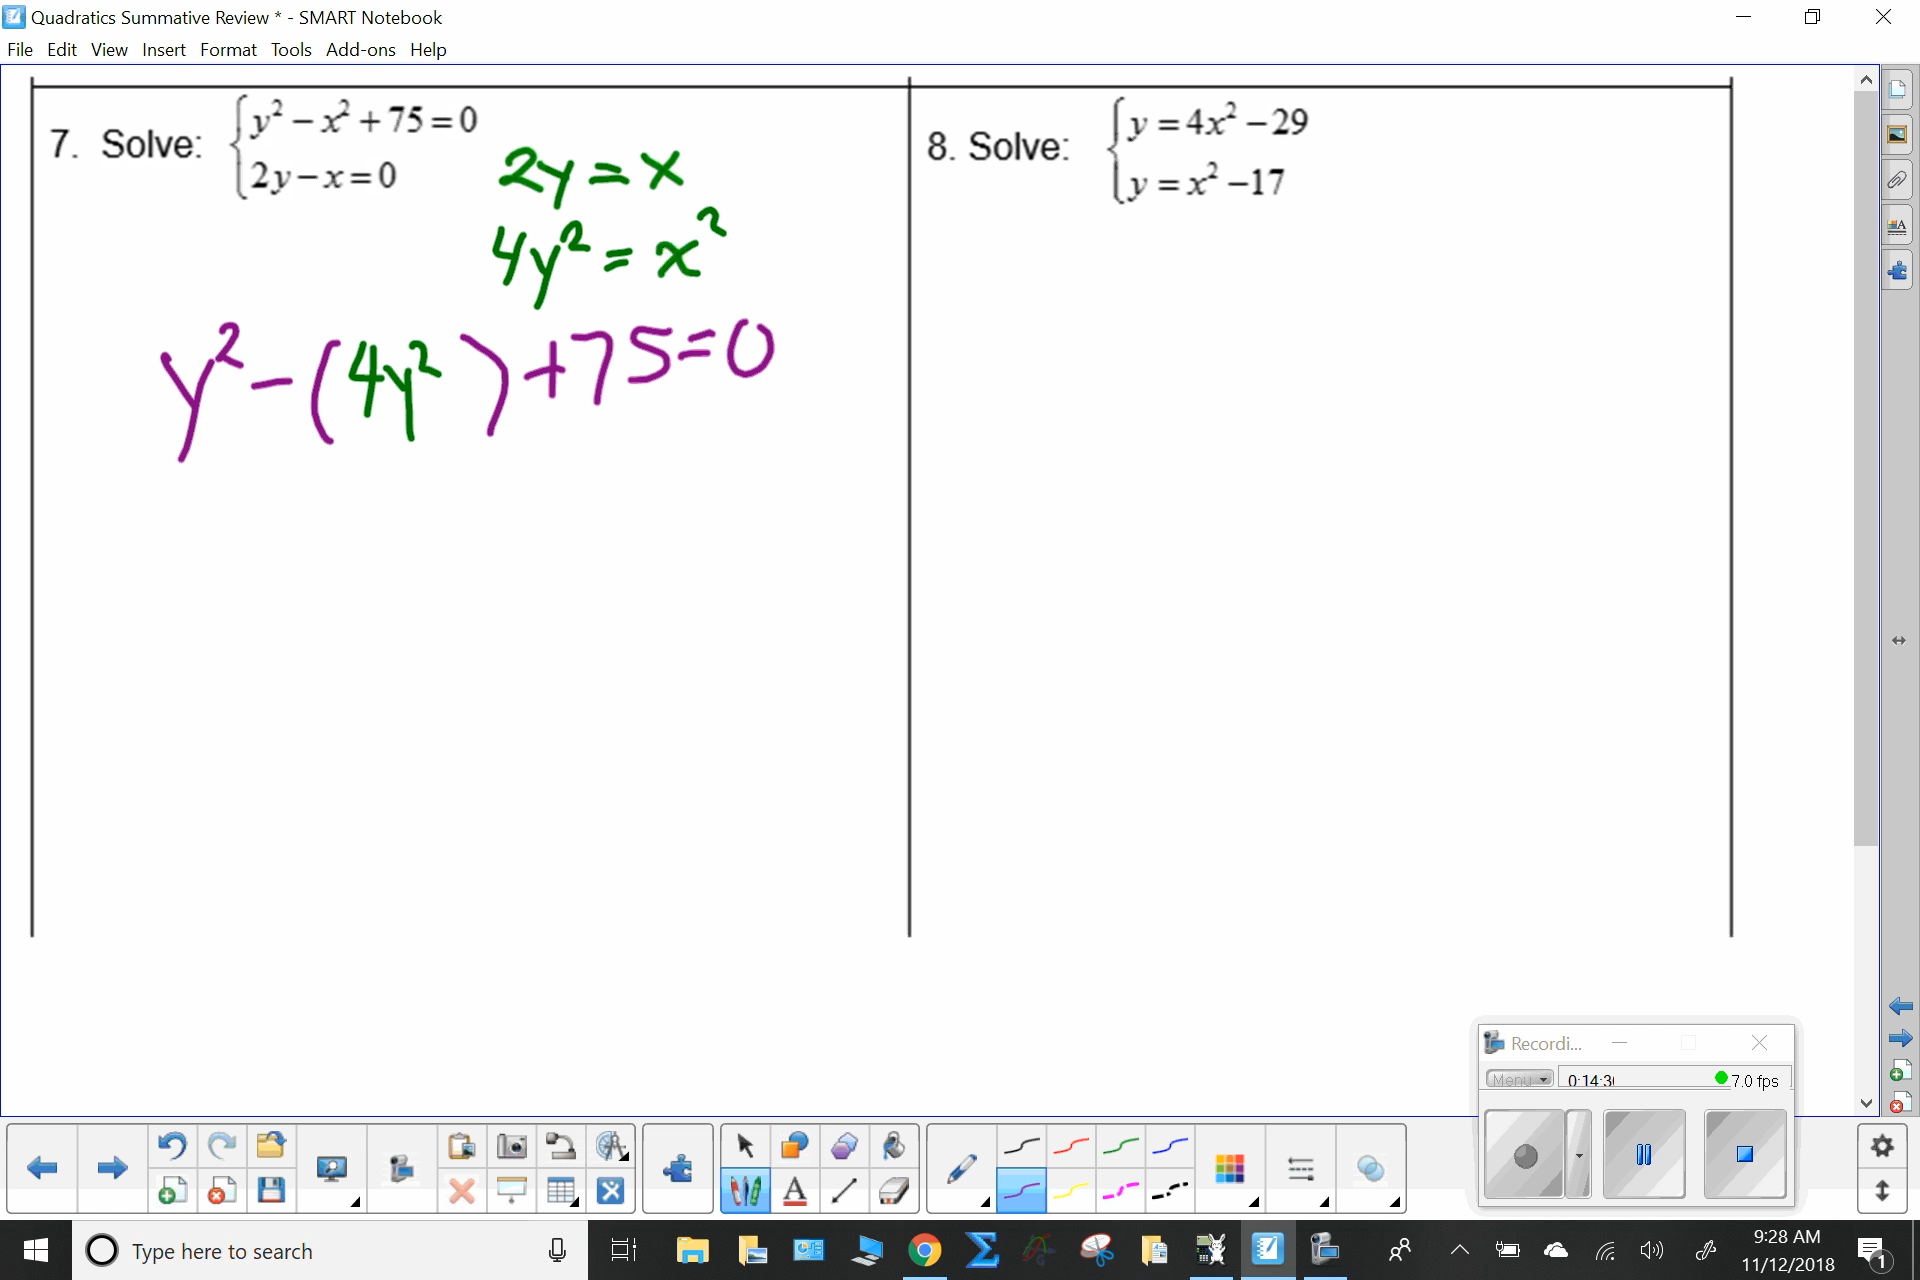 Quadratics Summative Review * - SMART Notebook
File Edit View Insert Format Tools Add-ons Help
7. Solve: { y² − x² + 75 = 0
2y − x = 0
2y = x
4y² = x²
y² − (4y²) + 75 = 0
8. Solve: { y = 4x² − 29
y = x² − 17
Recordi...
Menu 0:14:3 7.0 fps
A
Type here to search
9:28 AM
11/12/2018
1